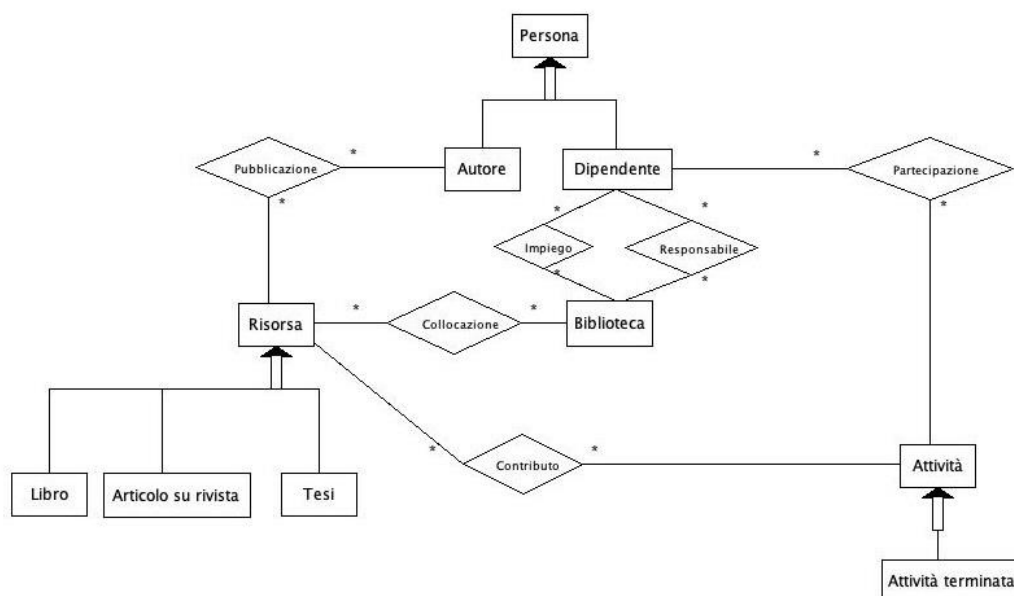 Persona
*
*
Pubblicazione
Autore
Dipendente
Partecipazione
*
*
*
*
Impiego
Responsabile
*
*
Risorsa
*
Collocazione
*
Biblioteca
*
Contributo
*
Attività
Libro
Articolo su rivista
Tesi
Attività terminata